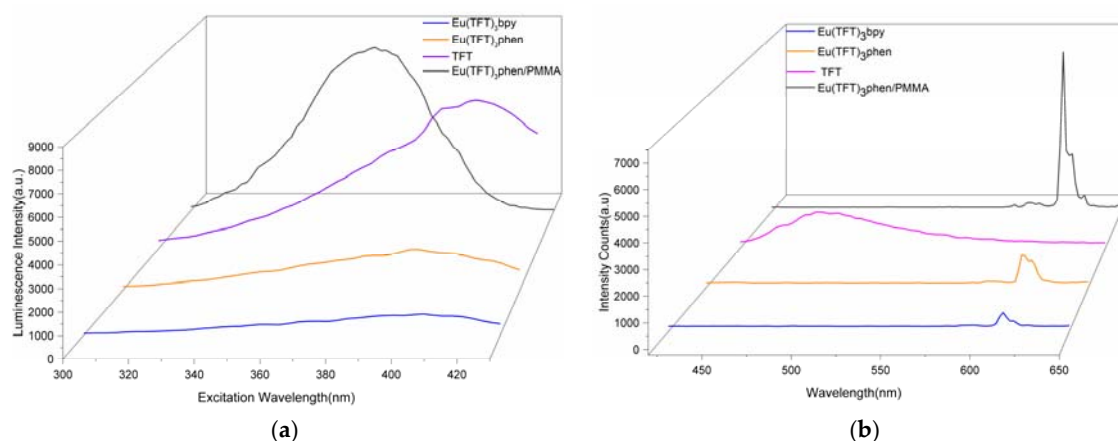 Eu(TFT)₃bpy
Eu(TFT)₃phen
TFT
Eu(TFT)₃phen/PMMA
9000
8000
7000
6000
5000
4000
3000
2000
1000
0
Luminescence Intensity(a.u.)
300 320 340 360 380 400 420
Excitation Wavelength(nm)
(a)
Eu(TFT)₃bpy
Eu(TFT)₃phen
TFT
Eu(TFT)₃phen/PMMA
7000
6000
5000
4000
3000
2000
1000
0
Intensity Counts(a.u)
450 500 550 600 650
Wavelength(nm)
(b)